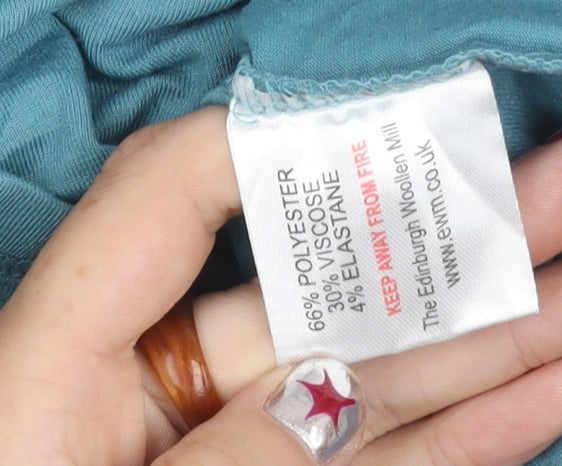 66% POLYESTER
30% VISCOSE
4% ELASTANE
KEEP AWAY FROM FIRE
The Edinburgh Woollen Mill
www.ewm.co.uk